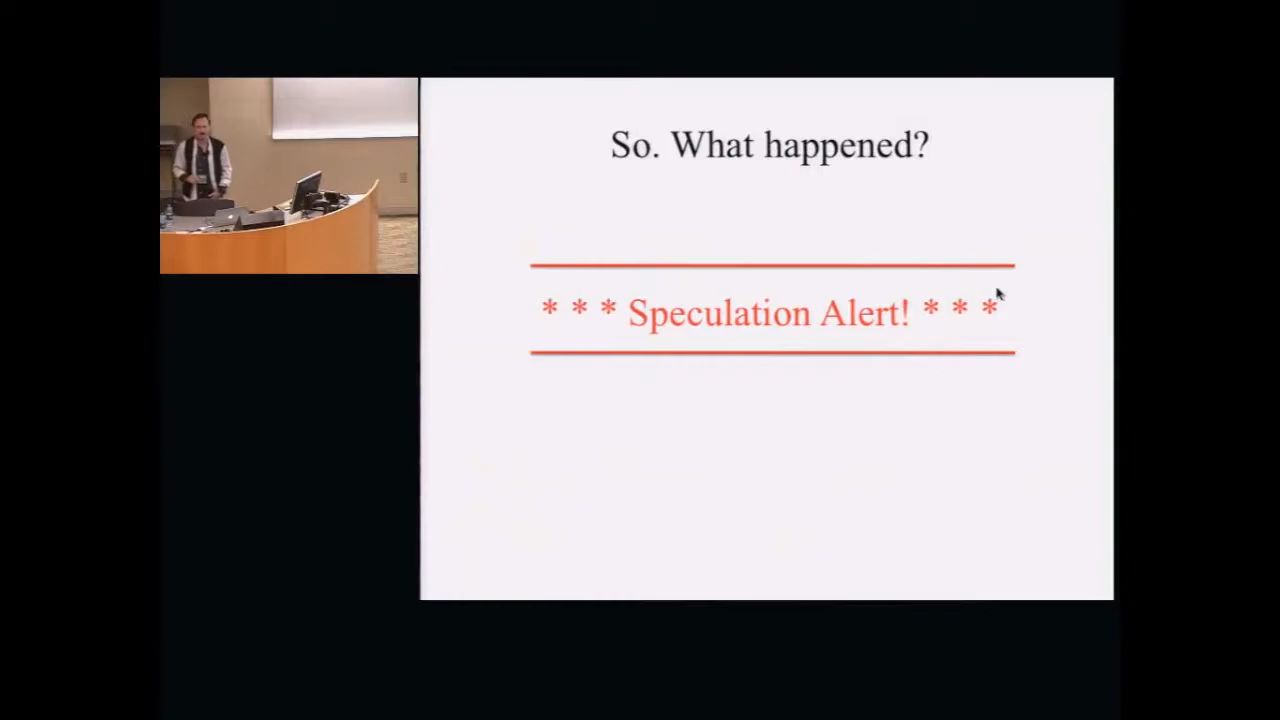 So. What happened?
* * * Speculation Alert! * * *